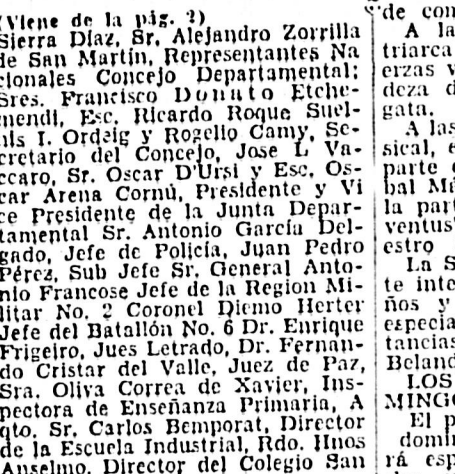 (Viene de la pág. 2)
Sierra Díaz, Sr. Alejandro Zorrilla
de San Martín, Representantes Na
cionales Concejo Departamental:
Sres. Francisco Donato Etche-
mendi, Esc. Ricardo Roque Suel-
nis I. Ordeig y Rogelio Camy, Se-
cretario del Concejo, Jose L Va-
ccaro, Sr. Oscar D'Ursi y Esc. Os-
car Arena Cornú, Presidente y Vi
ce Presidente de la Junta Depar-
tamental Sr. Antonio García Del-
gado, Jefe de Policía, Juan Pedro
Pérez, Sub Jefe Sr. General Anto-
nio Francose Jefe de la Region Mi-
litar No. 2 Coronel Diemo Herter
Jefe del Batallón No. 6 Dr. Enrique
Frigeiro, Jues Letrado, Dr. Fernan-
do Cristar del Valle, Juez de Paz,
Sra. Oliva Correa de Xavier, Ins-
pectora de Enseñanza Primaria, A
qto. Sr. Carlos Bemporat, Director
de la Escuela Industrial, Rdo. Hnos
Anselmo, Director del Colegio San
de con
A la
triarca
erzas v
deza d
gata.
A las
sical, e
parte
bal Mú
la part
ventus
estro
La S
te inte
ños y
especia
tancias
Beland
LOS
MINGO
El p
domin
rá esp